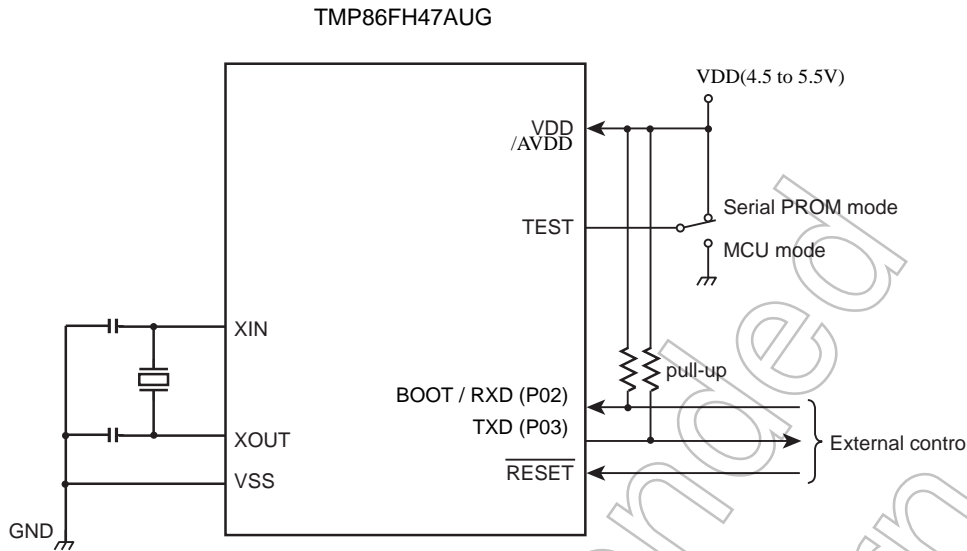 TMP86FH47AUG
VDD(4.5 to 5.5V)
VDD
/AVDD
Serial PROM mode
TEST
MCU mode
XIN
pull-up
BOOT / RXD (P02)
TXD (P03)
XOUT
External contro
RESET
VSS
GND